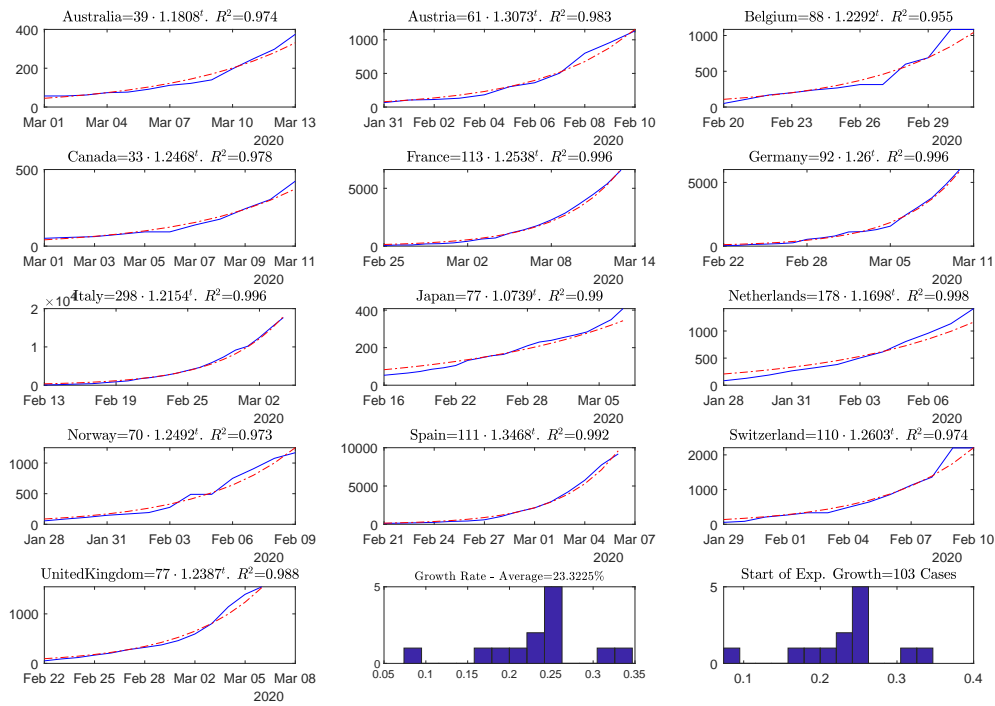 Australia=39 · 1.1808^t. R^2=0.974
400
200
0
Mar 01 Mar 04 Mar 07 Mar 10 Mar 13
2020
Austria=61 · 1.3073^t. R^2=0.983
1000
500
0
Jan 31 Feb 02 Feb 04 Feb 06 Feb 08 Feb 10
2020
Belgium=88 · 1.2292^t. R^2=0.955
1000
500
0
Feb 20 Feb 23 Feb 26 Feb 29
2020
Canada=33 · 1.2468^t. R^2=0.978
500
0
Mar 01 Mar 03 Mar 05 Mar 07 Mar 09 Mar 11
2020
France=113 · 1.2538^t. R^2=0.996
5000
0
Feb 25 Mar 02 Mar 08 Mar 14
2020
Germany=92 · 1.26^t. R^2=0.996
5000
0
Feb 22 Feb 28 Mar 05 Mar 11
2020
×10^4
Italy=298 · 1.2154^t. R^2=0.996
2
1
0
Feb 13 Feb 19 Feb 25 Mar 02
2020
Japan=77 · 1.0739^t. R^2=0.99
400
200
0
Feb 16 Feb 22 Feb 28 Mar 05
2020
Netherlands=178 · 1.1698^t. R^2=0.998
1000
500
0
Jan 28 Jan 31 Feb 03 Feb 06
2020
Norway=70 · 1.2492^t. R^2=0.973
1000
500
0
Jan 28 Jan 31 Feb 03 Feb 06 Feb 09
2020
Spain=111 · 1.3468^t. R^2=0.992
10000
5000
0
Feb 21 Feb 24 Feb 27 Mar 01 Mar 04 Mar 07
2020
Switzerland=110 · 1.2603^t. R^2=0.974
2000
1000
0
Jan 29 Feb 01 Feb 04 Feb 07 Feb 10
2020
UnitedKingdom=77 · 1.2387^t. R^2=0.988
1000
0
Feb 22 Feb 25 Feb 28 Mar 02 Mar 05 Mar 08
2020
Growth Rate - Average=23.3225%
5
0
0.05 0.1 0.15 0.2 0.25 0.3 0.35
Start of Exp. Growth=103 Cases
5
0
0.1 0.2 0.3 0.4